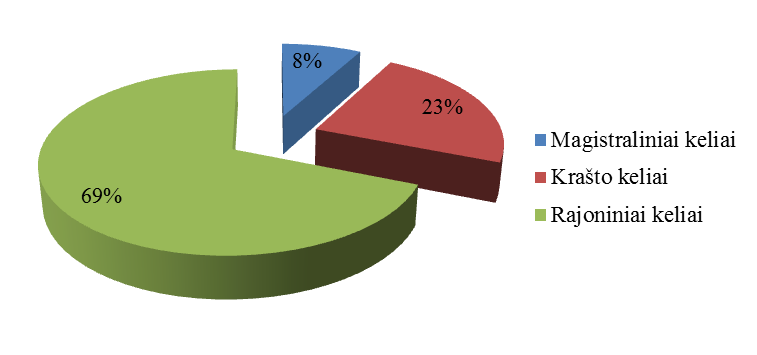 8%
23%
69%
Magistraliniai keliai
Krašto keliai
Rajoniniai keliai